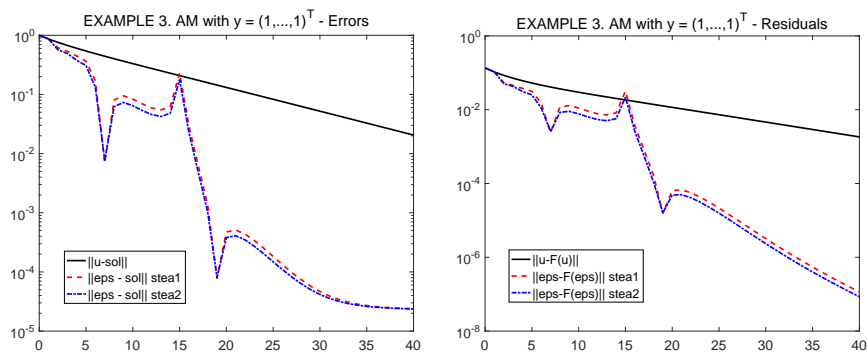 EXAMPLE 3. AM with y = (1,...,1)^T - Errors
10^0
10^-1
10^-2
10^-3
10^-4
10^-5
0 5 10 15 20 25 30 35 40
||u-sol||
||eps - sol|| stea1
||eps - sol|| stea2
EXAMPLE 3. AM with y = (1,...,1)^T - Residuals
10^0
10^-2
10^-4
10^-6
10^-8
0 5 10 15 20 25 30 35 40
||u-F(u)||
||eps-F(eps)|| stea1
||eps-F(eps)|| stea2